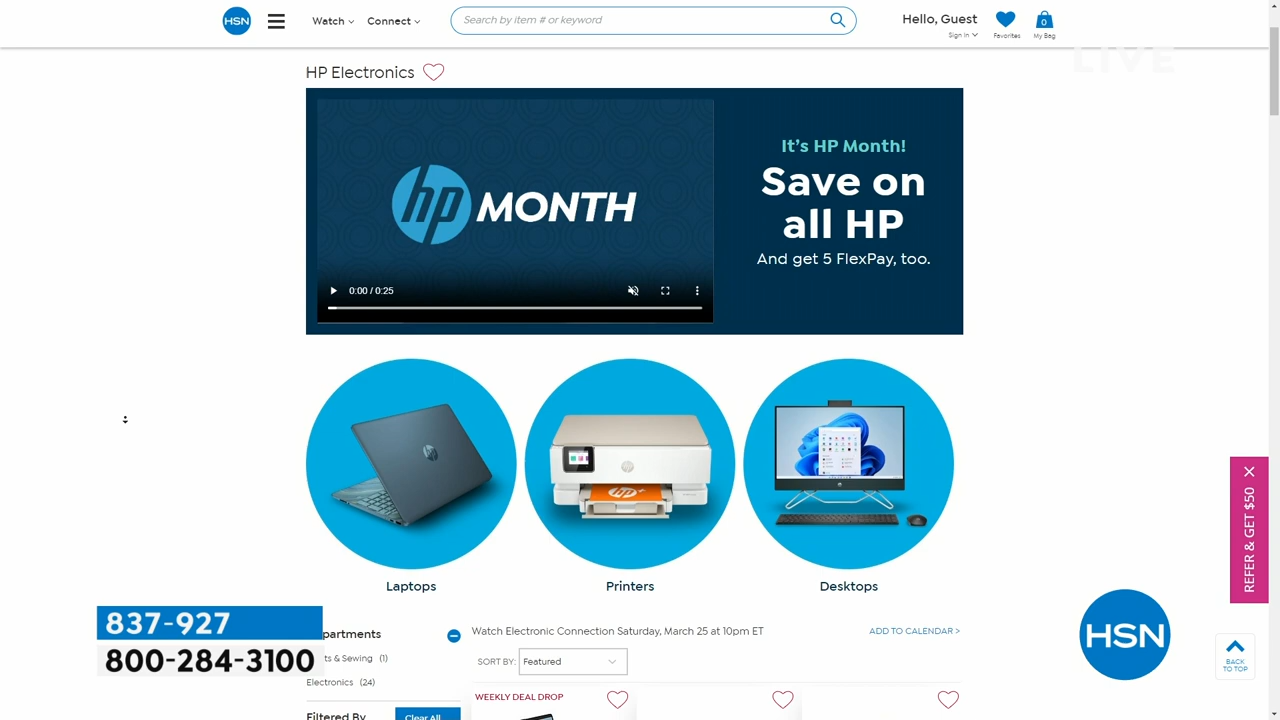 HSN
Watch
Connect
Search by item # or keyword
Hello, Guest
Sign In
Favorites
0
My Bag
LIVE
HP Electronics
hp MONTH
0:00 / 0:25
It's HP Month!
Save on
all HP
And get 5 FlexPay, too.
hp
Laptops
Printers
Desktops
REFER & GET $50
837-927
800-284-3100
partments
ts & Sewing (1)
Electronics (24)
Filtered By
Clear All
Watch Electronic Connection Saturday, March 25 at 10pm ET
ADD TO CALENDAR >
SORT BY:
Featured
WEEKLY DEAL DROP
HSN
BACK
TO TOP